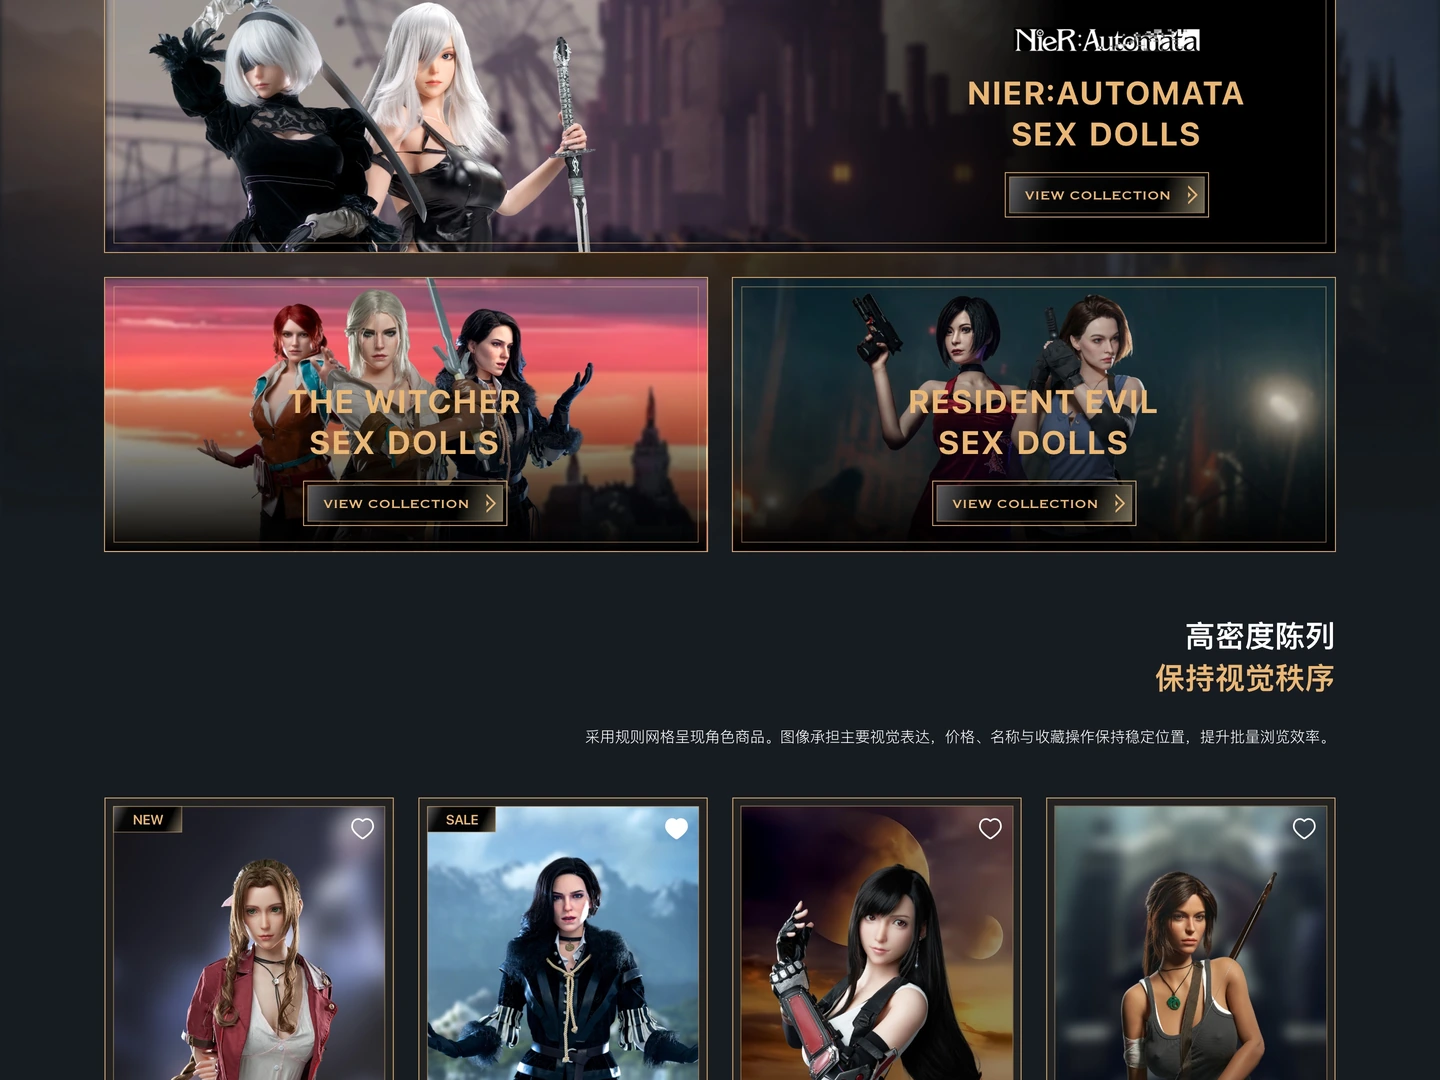 NieR:Automata
NIER:AUTOMATA
SEX DOLLS
VIEW COLLECTION
THE WITCHER
SEX DOLLS
VIEW COLLECTION
RESIDENT EVIL
SEX DOLLS
VIEW COLLECTION
高密度陈列
保持视觉秩序
采用规则网格呈现角色商品。图像承担主要视觉表达，价格、名称与收藏操作保持稳定位置，提升批量浏览效率。
NEW
SALE